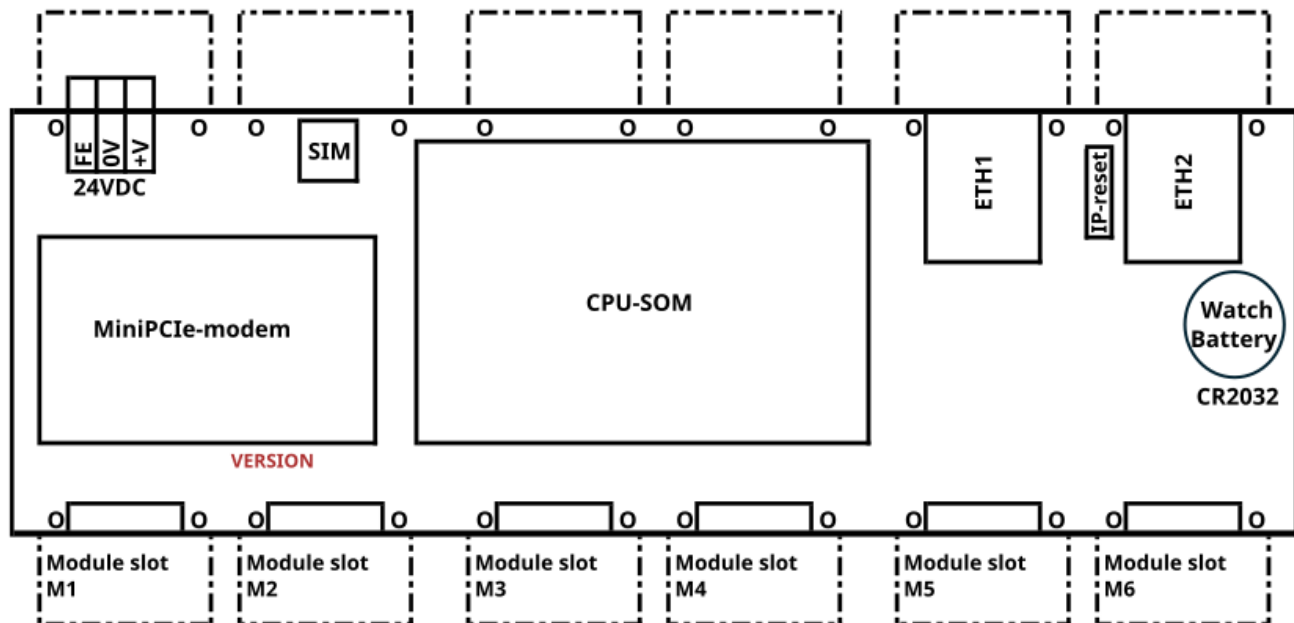 FE
0V
+V
24VDC
SIM
ETH1
IP-reset
ETH2
MiniPCIe-modem
CPU-SOM
Watch
Battery
CR2032
VERSION
Module slot
M1
Module slot
M2
Module slot
M3
Module slot
M4
Module slot
M5
Module slot
M6